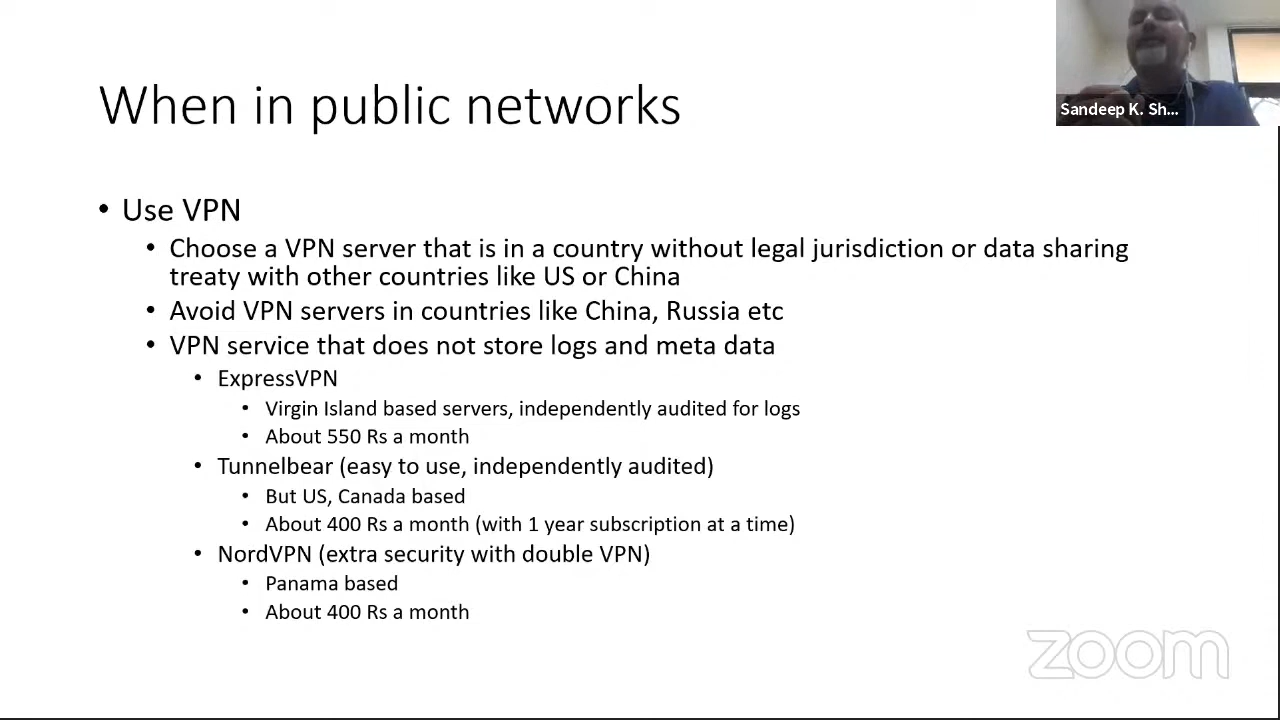 When in public networks
Sandeep K. Sh...
• Use VPN
• Choose a VPN server that is in a country without legal jurisdiction or data sharing
treaty with other countries like US or China
• Avoid VPN servers in countries like China, Russia etc
• VPN service that does not store logs and meta data
• ExpressVPN
• Virgin Island based servers, independently audited for logs
• About 550 Rs a month
• Tunnelbear (easy to use, independently audited)
• But US, Canada based
• About 400 Rs a month (with 1 year subscription at a time)
• NordVPN (extra security with double VPN)
• Panama based
• About 400 Rs a month
zoom